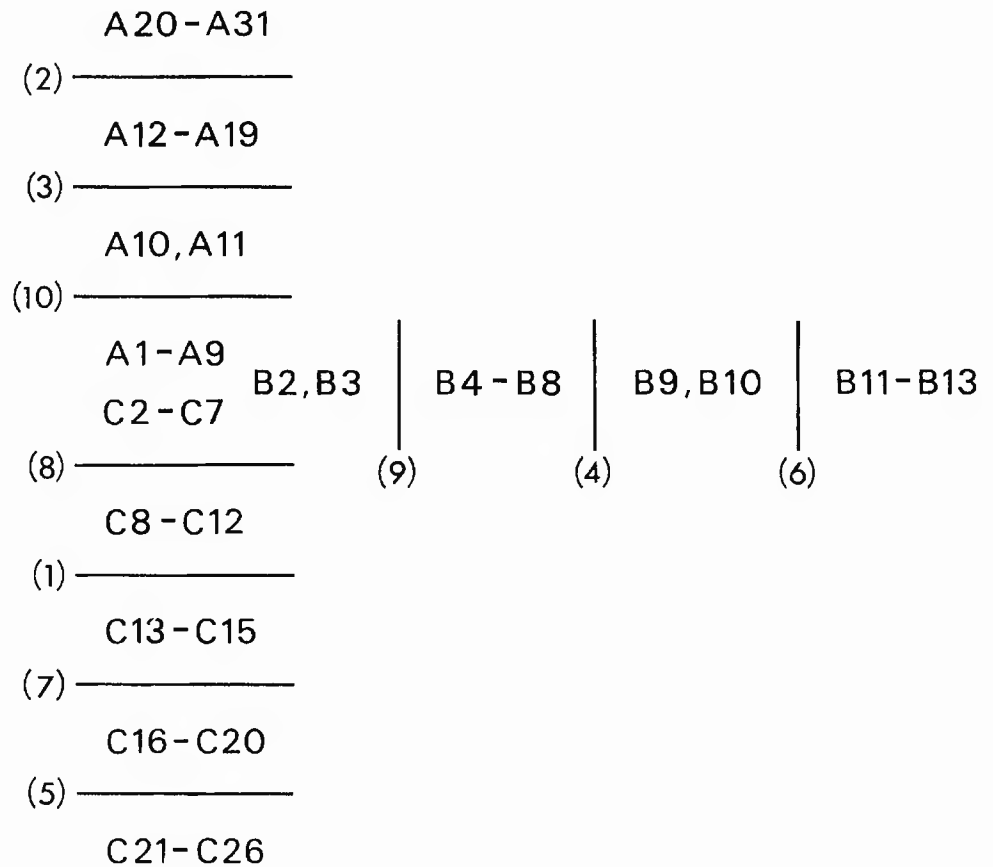 A20-A31
(2)
A12-A19
(3)
A10, A11
(10)
A1-A9
B2, B3 B4-B8 B9, B10 B11-B13
C2-C7
(8) (9) (4) (6)
C8-C12
(1)
C13-C15
(7)
C16-C20
(5)
C21-C26